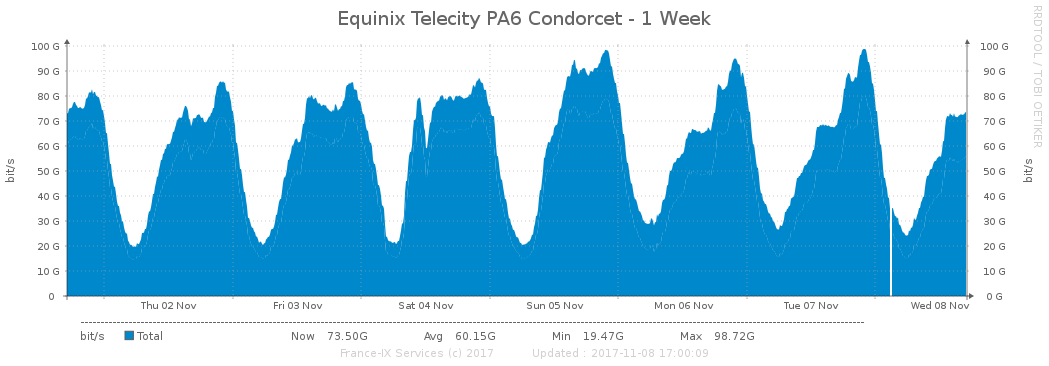 Equinix Telecity PA6 Condorcet - 1 Week
RRDTOOL / TOBI OETIKER
bit/s
100 G
90 G
80 G
70 G
60 G
50 G
40 G
30 G
20 G
10 G
0
100 G
90 G
80 G
70 G
60 G
50 G
40 G
30 G
20 G
10 G
0 G
bit/s
Thu 02 Nov Fri 03 Nov Sat 04 Nov Sun 05 Nov Mon 06 Nov Tue 07 Nov Wed 08 Nov
bit/s Total Now 73.50G Avg 60.15G Min 19.47G Max 98.72G
France-IX Services (c) 2017 Updated : 2017-11-08 17:00:09